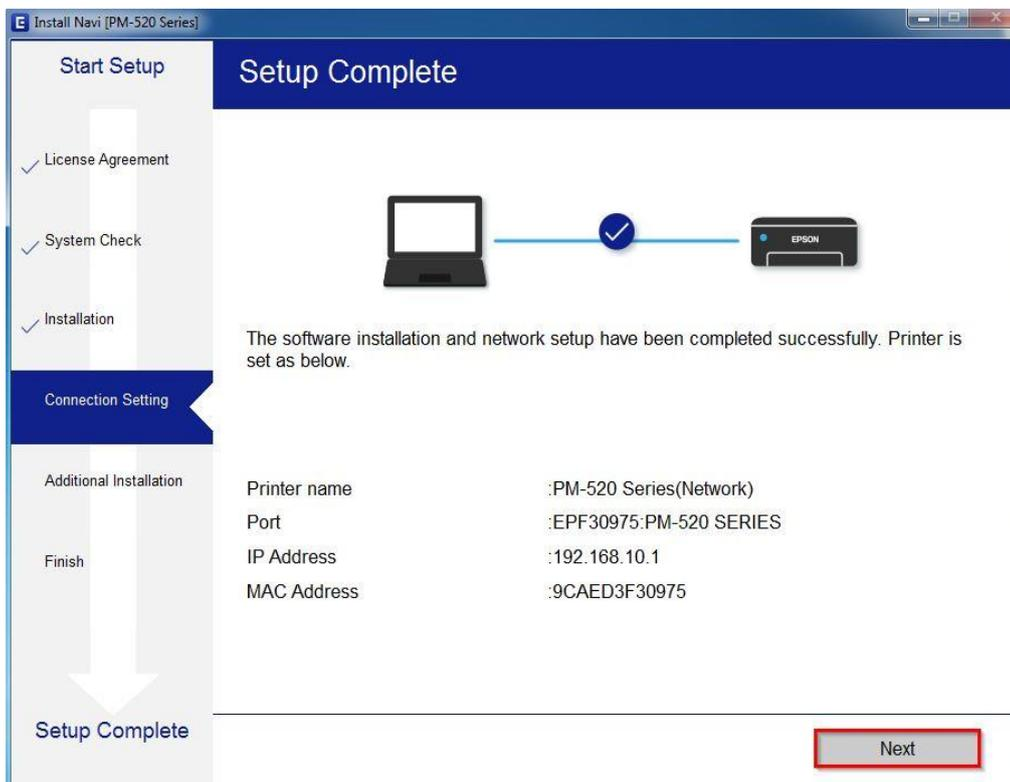 E Install Navi [PM-520 Series]
Start Setup
License Agreement
System Check
Installation
Connection Setting
Additional Installation
Finish
Setup Complete
Setup Complete
EPSON
The software installation and network setup have been completed successfully. Printer is
set as below.
Printer name :PM-520 Series(Network)
Port :EPF30975:PM-520 SERIES
IP Address :192.168.10.1
MAC Address :9CAED3F30975
Next